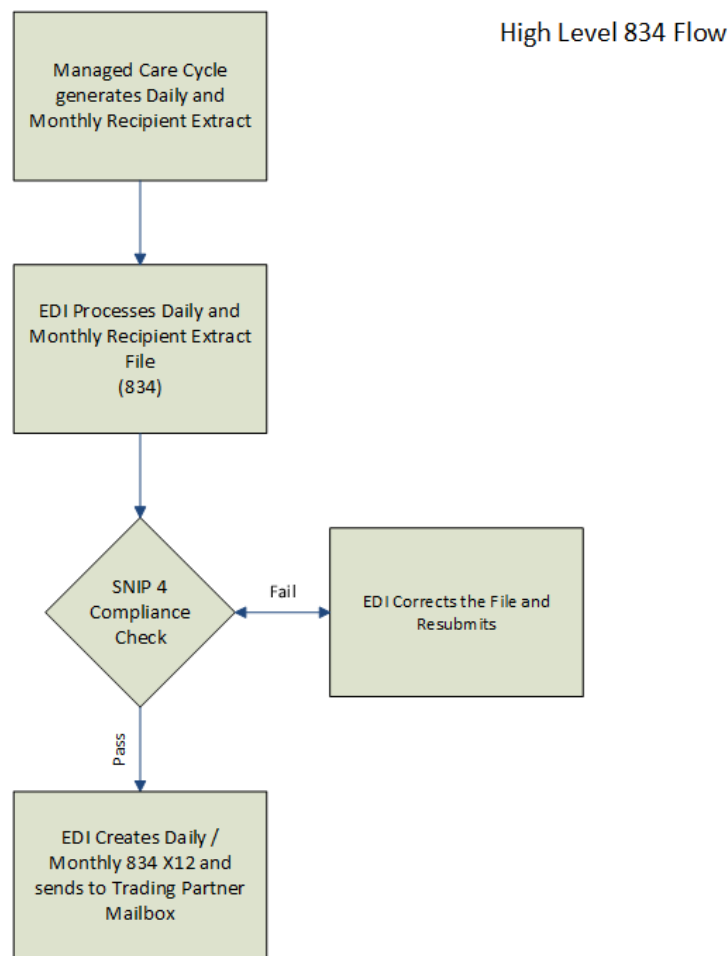 High Level 834 Flow
Managed Care Cycle
generates Daily and
Monthly Recipient Extract
EDI Processes Daily and
Monthly Recipient Extract
File
(834)
SNIP 4
Compliance
Check
Fail
EDI Corrects the File and
Resubmits
Pass
EDI Creates Daily /
Monthly 834 X12 and
sends to Trading Partner
Mailbox